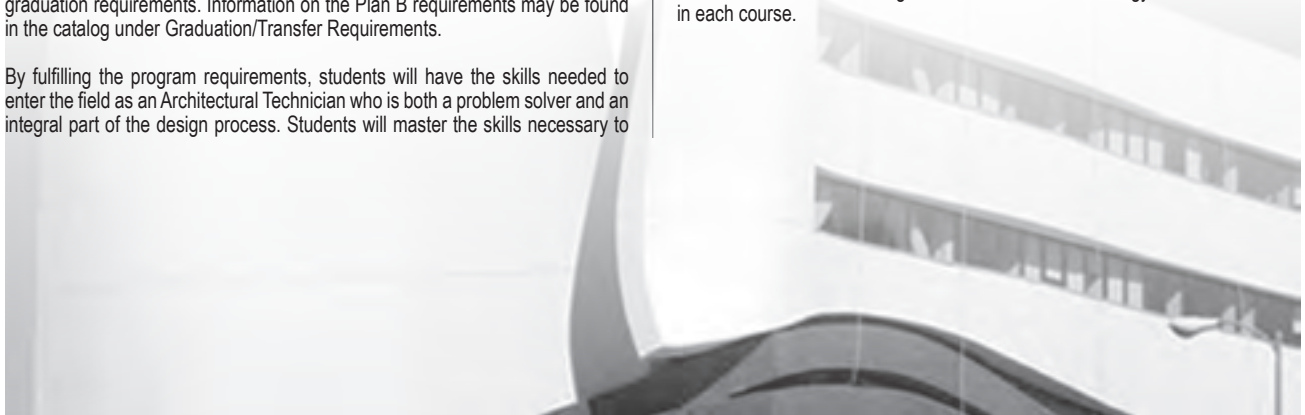 graduation requirements. Information on the Plan B requirements may be found
in the catalog under Graduation/Transfer Requirements.
By fulfilling the program requirements, students will have the skills needed to
enter the field as an Architectural Technician who is both a problem solver and an
integral part of the design process. Students will master the skills necessary to
in each course.